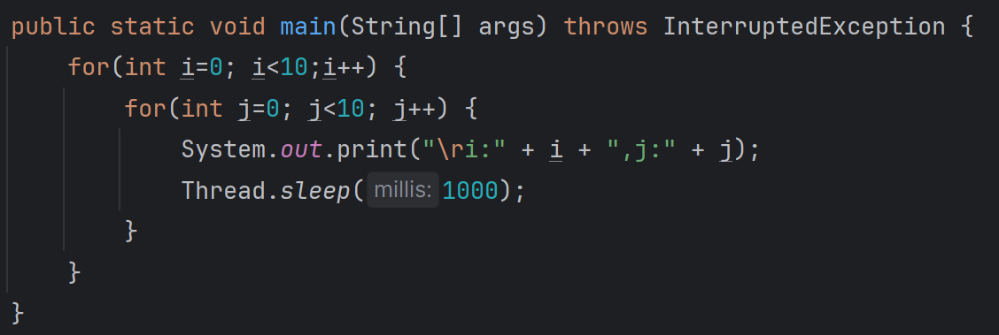 public static void main(String[] args) throws InterruptedException {
for(int i=0; i<10;i++) {
for(int j=0; j<10; j++) {
System.out.print("\ri:" + i + ",j:" + j);
Thread.sleep( millis: 1000);
}
}
}